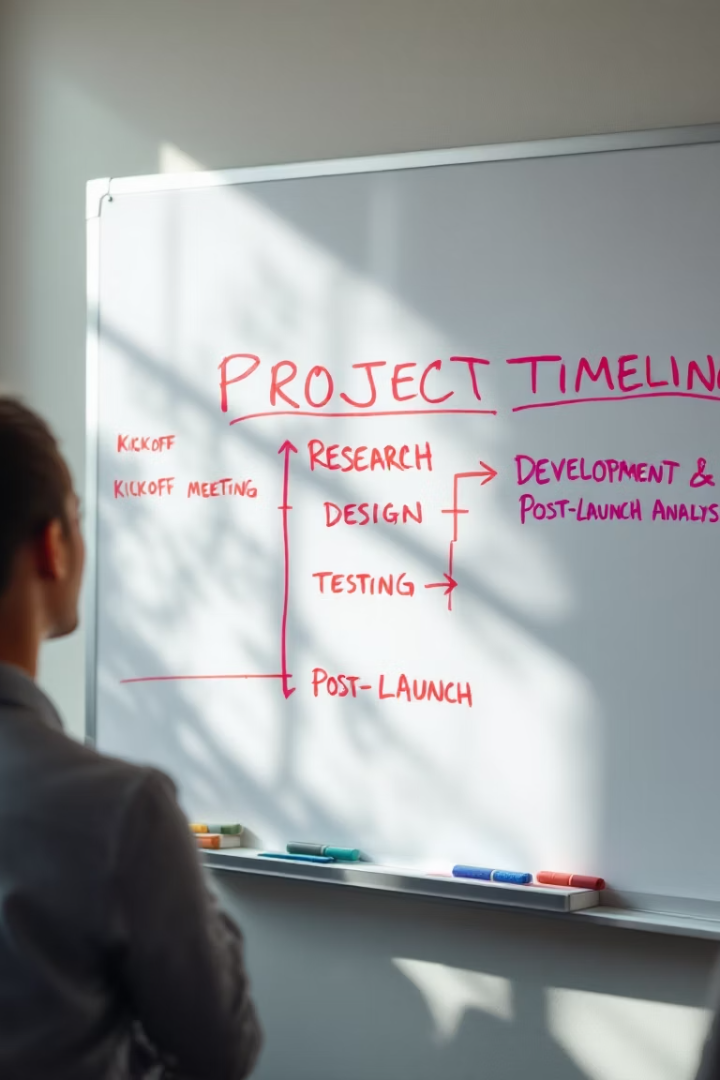 PROJECT TIMELIN
KICKOFF
KICKOFF MEETING
RESEARCH
DESIGN
TESTING
POST-LAUNCH
DEVELOPMENT &
POST-LAUNCH ANALYS